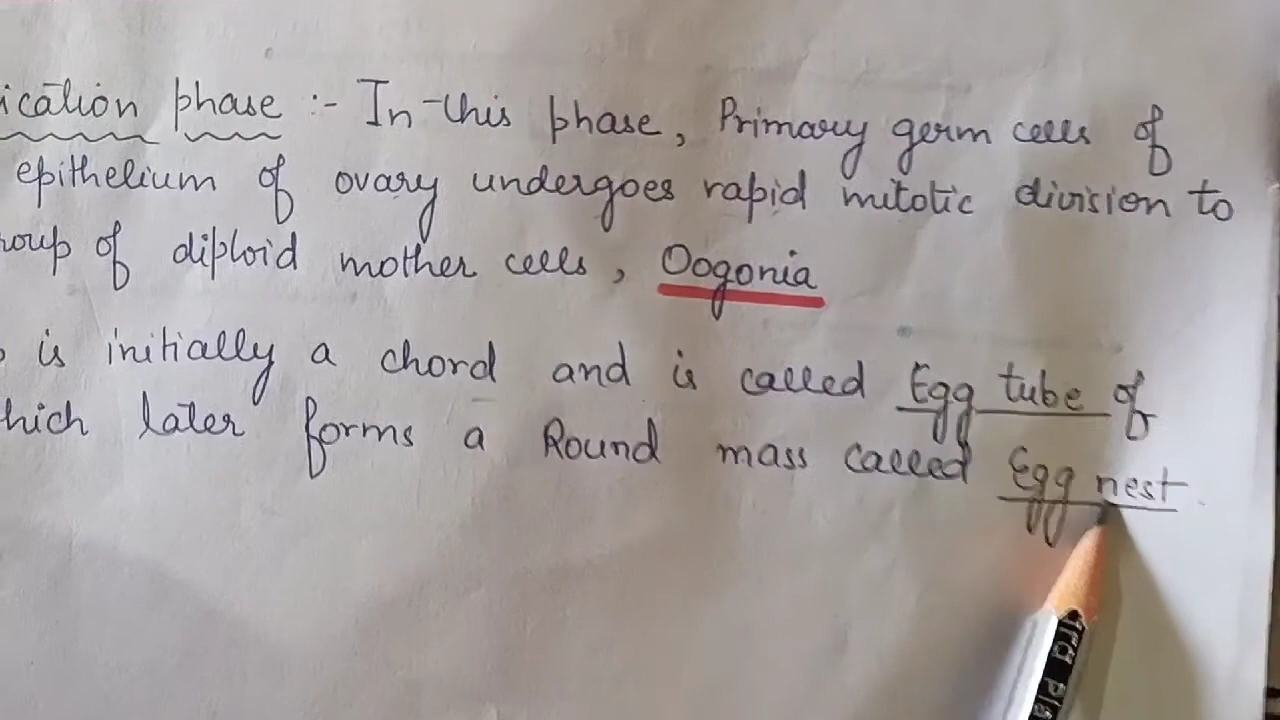 ication phase :- In this phase, Primary germ cells of
epithelium of ovary undergoes rapid mitotic division to
roup of diploid mother cells, Oogonia
is initially a chord and is called Egg tube of
hich later forms a Round mass called Egg nest.